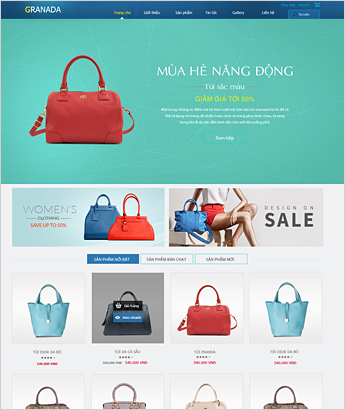 GRANADA
Trang chủ Giới thiệu Sản phẩm Tin tức Gallery Liên hệ
MÙA HÈ NĂNG ĐỘNG
Túi sắc màu
GIẢM GIÁ TỚI 50%
Xem tiếp
WOMEN'S
CLOTHING
SAVE UP TO 50%
DESIGN ON
SALE
SẢN PHẨM NỔI BẬT SẢN PHẨM BÁN CHẠY SẢN PHẨM MỚI
Giỏ hàng
Xem nhanh
TÚI DIOR DA BÒ TÚI DA CÁ SẤU TÚI PRADA TÚI DIOR DA BÒ
540.000 VNĐ 540.000 VNĐ 540.000 VNĐ 540.000 VNĐ